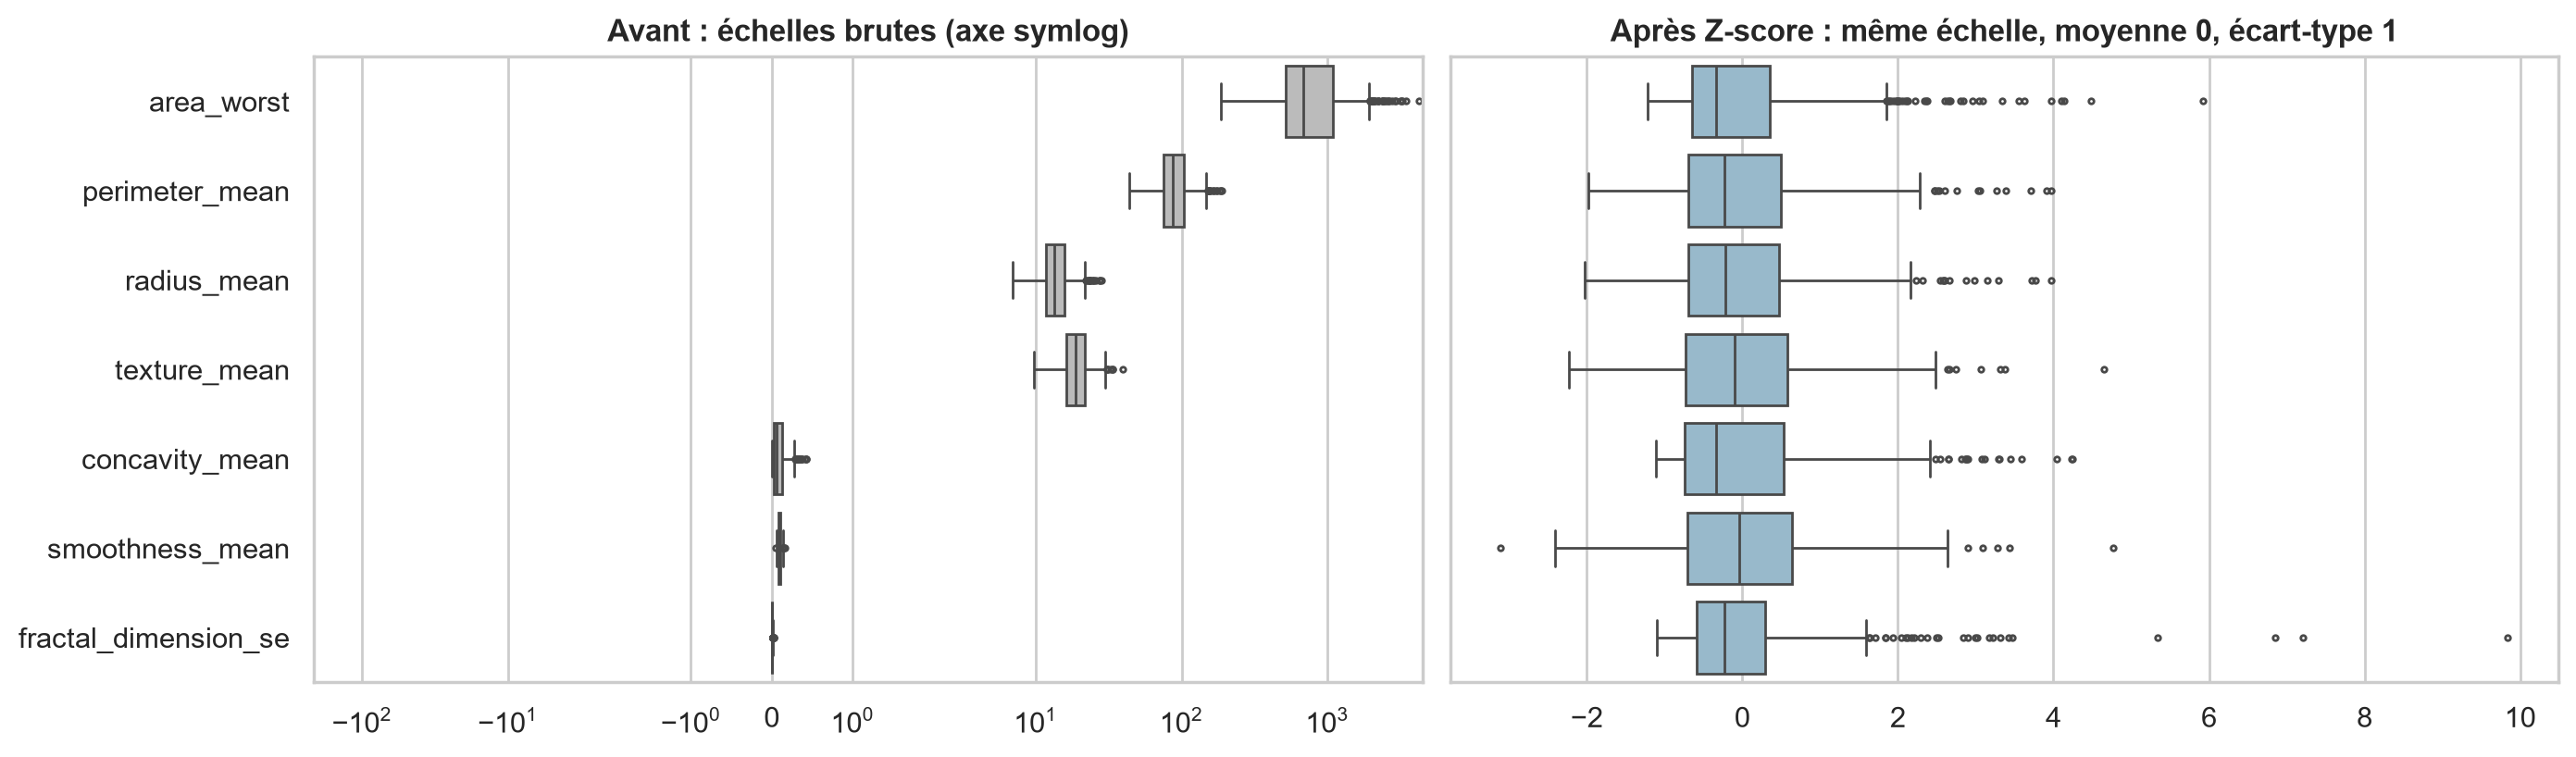 Avant : échelles brutes (axe symlog)
Après Z-score : même échelle, moyenne 0, écart-type 1
area_worst
perimeter_mean
radius_mean
texture_mean
concavity_mean
smoothness_mean
fractal_dimension_se
−10² −10¹ −10⁰ 0 10⁰ 10¹ 10² 10³
−2 0 2 4 6 8 10